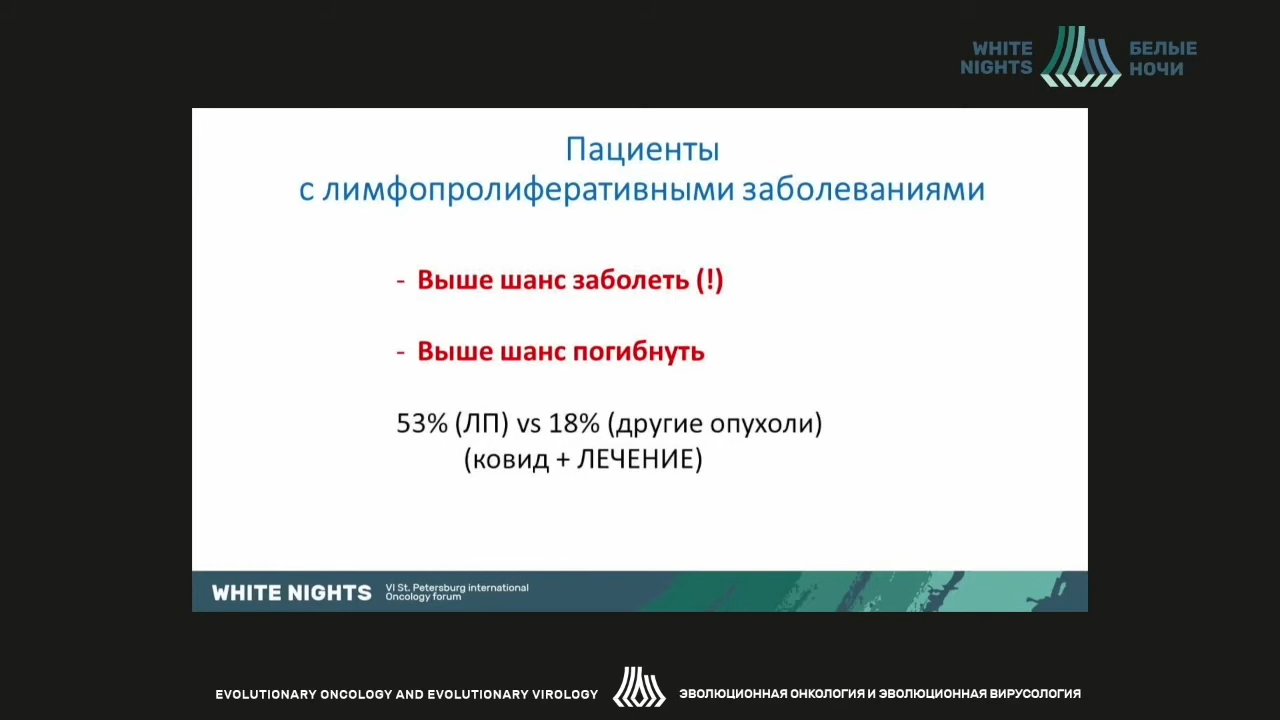 WHITE
NIGHTS
БЕЛЫЕ
НОЧИ
Пациенты
с лимфопролиферативными заболеваниями
- Выше шанс заболеть (!)
- Выше шанс погибнуть
53% (ЛП) vs 18% (другие опухоли)
(ковид + ЛЕЧЕНИЕ)
WHITE NIGHTS
VI St. Petersburg international
Oncology forum
EVOLUTIONARY ONCOLOGY AND EVOLUTIONARY VIROLOGY
ЭВОЛЮЦИОННАЯ ОНКОЛОГИЯ И ЭВОЛЮЦИОННАЯ ВИРУСОЛОГИЯ